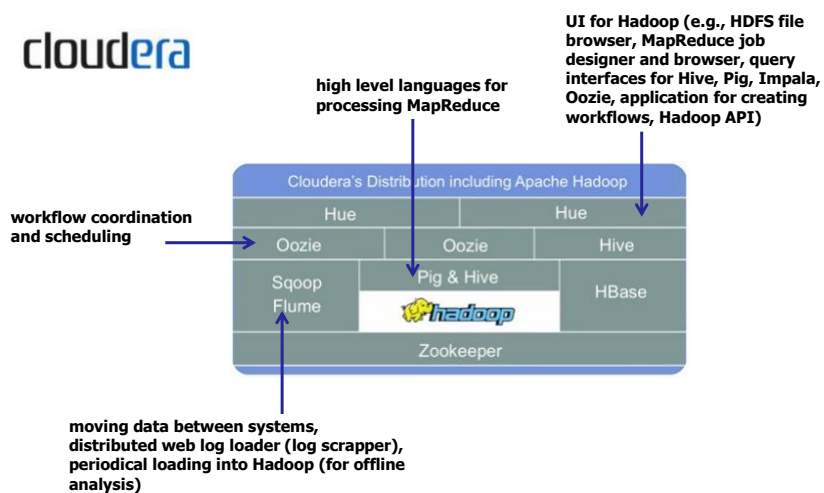 cloudera
UI for Hadoop (e.g., HDFS file
browser, MapReduce job
designer and browser, query
interfaces for Hive, Pig, Impala,
Oozie, application for creating
workflows, Hadoop API)
high level languages for
processing MapReduce
Cloudera's Distribution including Apache Hadoop
Hue
Hue
workflow coordination
and scheduling
Oozie
Oozie
Hive
Sqoop
Flume
Pig & Hive
hadoop
HBase
Zookeeper
moving data between systems,
distributed web log loader (log scrapper),
periodical loading into Hadoop (for offline
analysis)